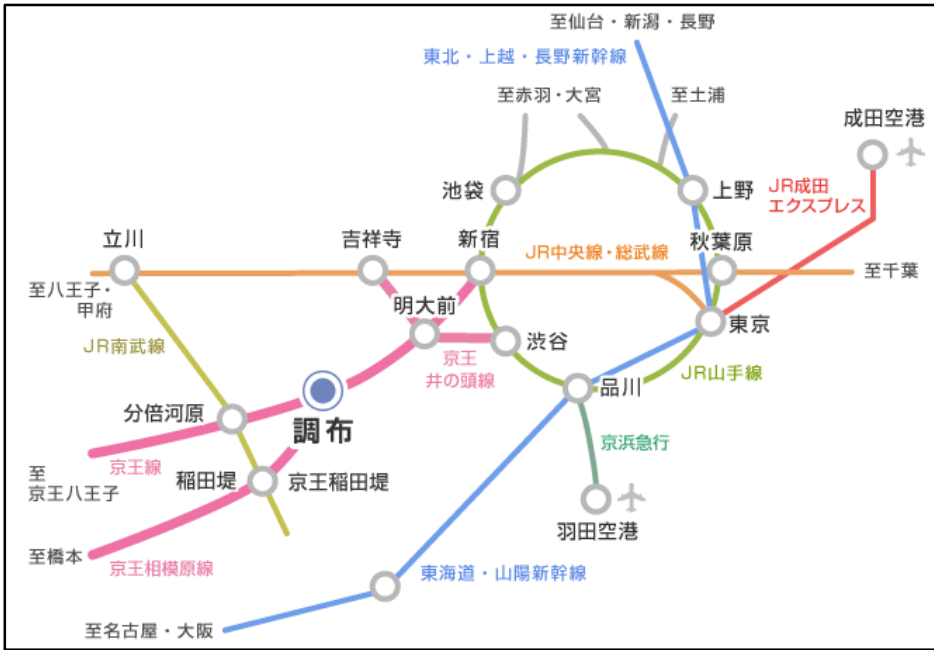 至仙台・新潟・長野
東北・上越・長野新幹線
至赤羽・大宮
至土浦
成田空港
池袋
上野
JR成田
エクスプレス
立川
吉祥寺
新宿
JR中央線・総武線
秋葉原
至千葉
至八王子・
甲府
明大前
JR南武線
渋谷
東京
京王
井の頭線
JR山手線
品川
分倍河原
調布
京浜急行
京王線
至
京王八王子
稲田堤
京王稲田堤
羽田空港
至橋本
京王相模原線
東海道・山陽新幹線
至名古屋・大阪